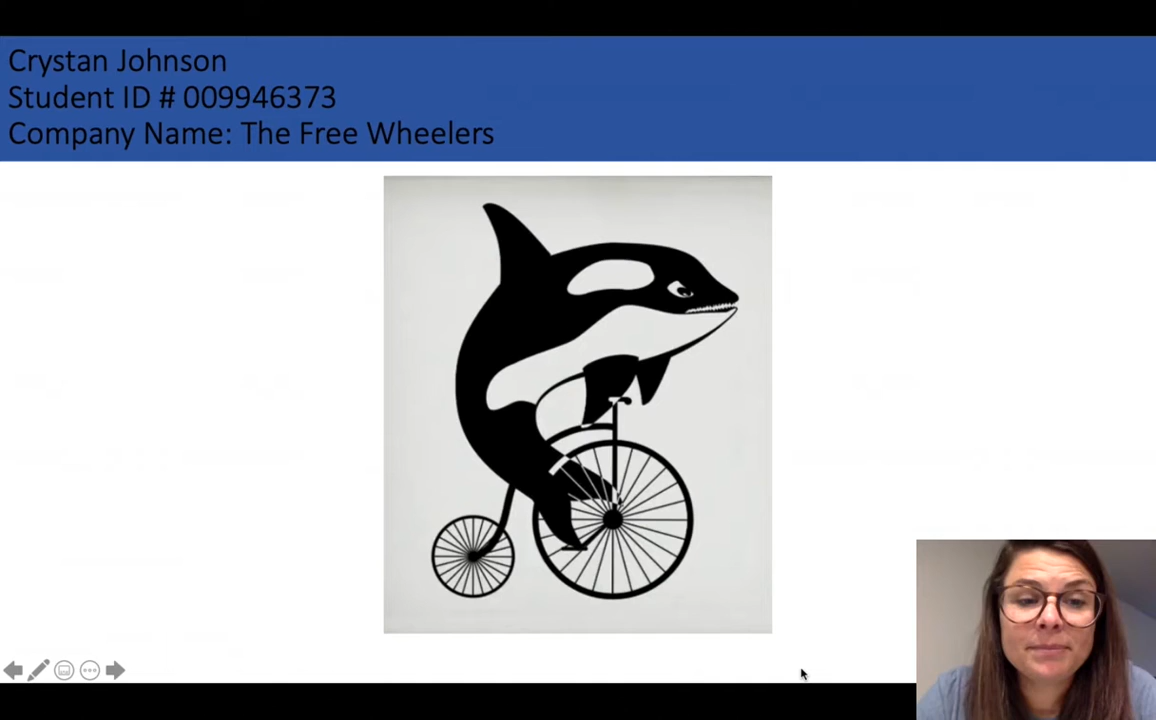 Crystan Johnson
Student ID # 009946373
Company Name: The Free Wheelers